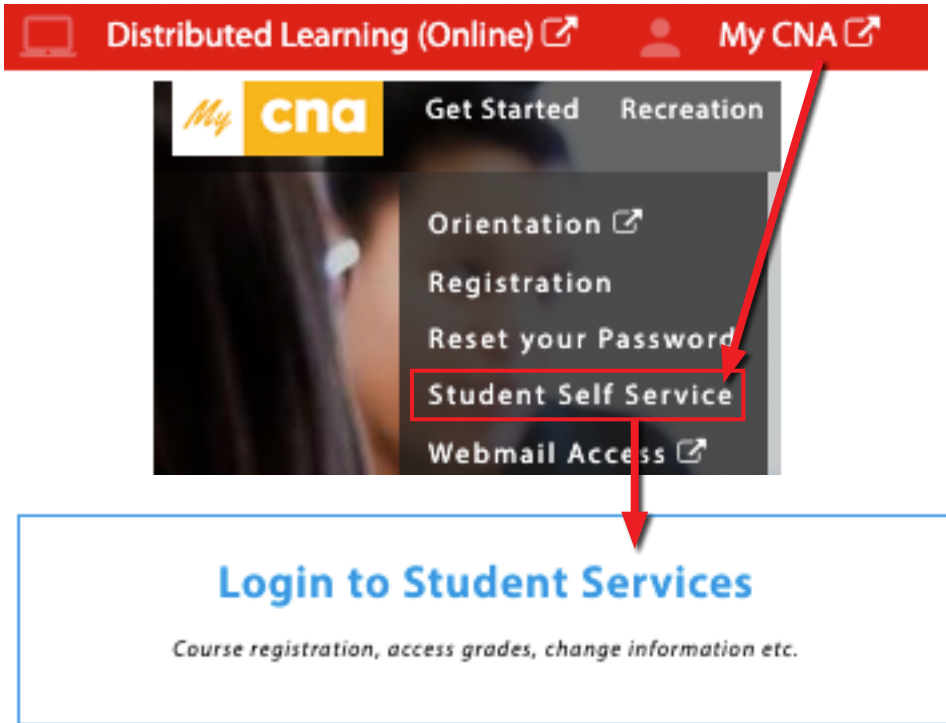 Distributed Learning (Online) My CNA
My cna Get Started Recreation
Orientation
Registration
Reset your Password
Student Self Service
Webmail Access
Login to Student Services
Course registration, access grades, change information etc.